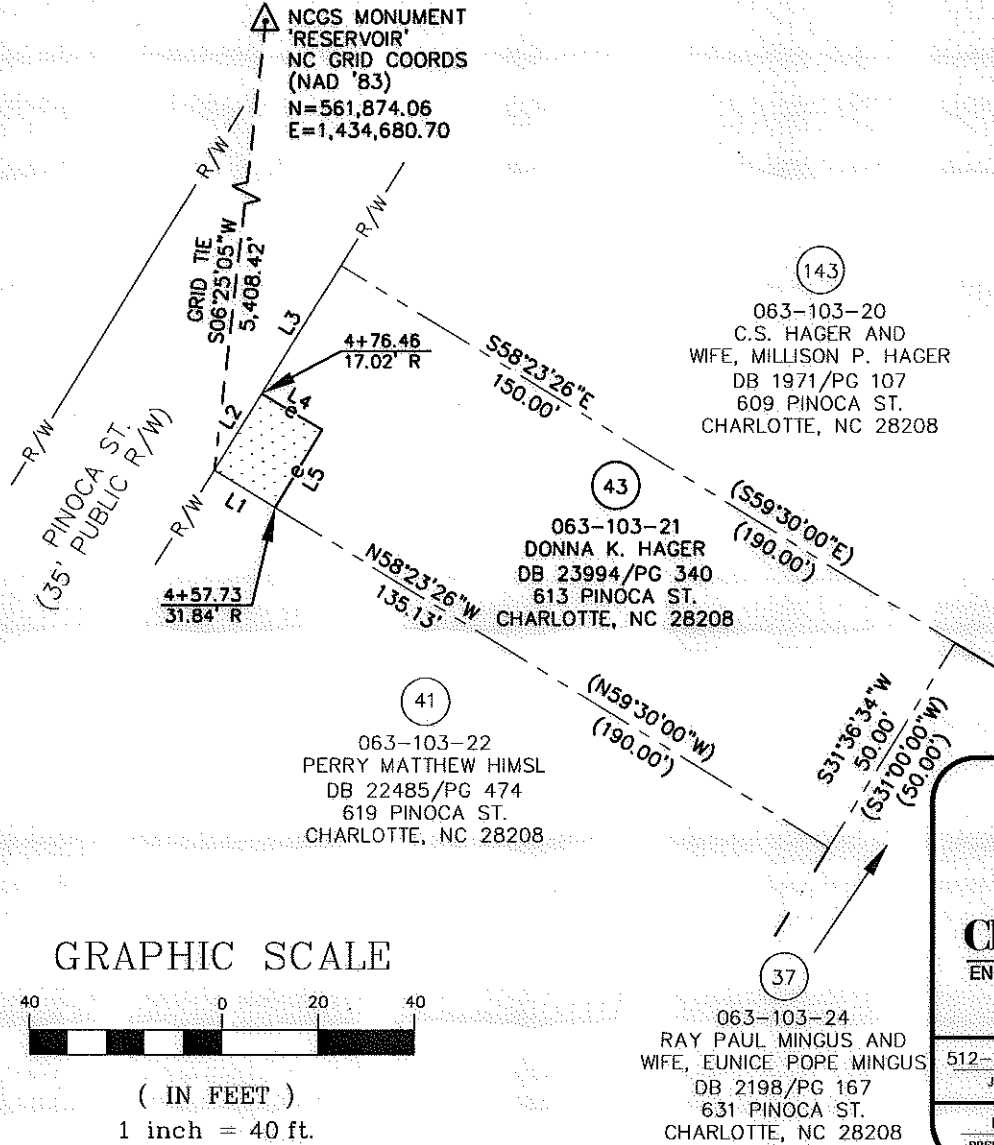 NCGS MONUMENT
'RESERVOIR'
NC GRID COORDS
(NAD '83)
N=561,874.06
E=1,434,680.70
R/W
R/W
GRID TIE
S06°25'05"W
5,408.42'
L3
4+76.46
17.02' R
L2
L4
e
e
L5
L1
R/W
R/W
PINOCA ST.
(35' PUBLIC R/W)
4+57.73
31.84' R
S58°23'26"E
150.00'
(S59°30'00"E)
(190.00')
143
063-103-20
C.S. HAGER AND
WIFE, MILLISON P. HAGER
DB 1971/PG 107
609 PINOCA ST.
CHARLOTTE, NC 28208
43
063-103-21
DONNA K. HAGER
DB 23994/PG 340
613 PINOCA ST.
CHARLOTTE, NC 28208
N58°23'26"W
135.13'
(N59°30'00"W)
(190.00')
S31°36'34"W
50.00'
(S31°00'00"W)
(50.00')
41
063-103-22
PERRY MATTHEW HIMSL
DB 22485/PG 474
619 PINOCA ST.
CHARLOTTE, NC 28208
37
063-103-24
RAY PAUL MINGUS AND
WIFE, EUNICE POPE MINGUS
DB 2198/PG 167
631 PINOCA ST.
CHARLOTTE, NC 28208
GRAPHIC SCALE
40 0 20 40
( IN FEET )
1 inch = 40 ft.
EN
512-